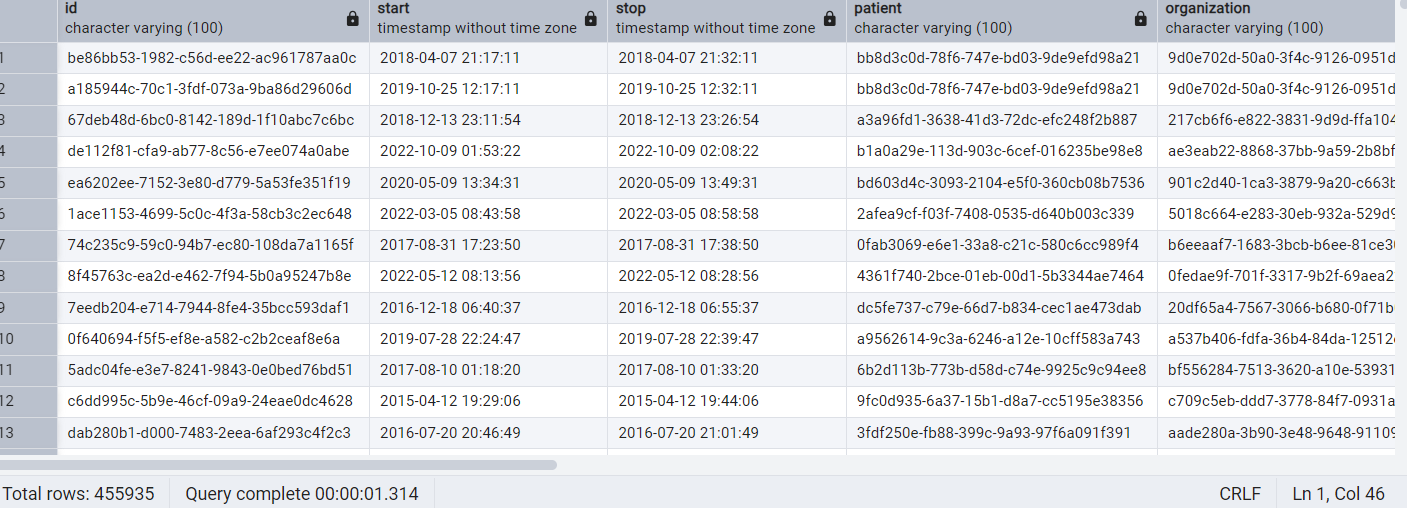 id start stop patient organization
character varying (100) timestamp without time zone timestamp without time zone character varying (100) character varying (100)
1 be86bb53-1982-c56d-ee22-ac961787aa0c 2018-04-07 21:17:11 2018-04-07 21:32:11 bb8d3c0d-78f6-747e-bd03-9de9efd98a21 9d0e702d-50a0-3f4c-9126-0951d
2 a185944c-70c1-3fdf-073a-9ba86d29606d 2019-10-25 12:17:11 2019-10-25 12:32:11 bb8d3c0d-78f6-747e-bd03-9de9efd98a21 9d0e702d-50a0-3f4c-9126-0951d
3 67deb48d-6bc0-8142-189d-1f10abc7c6bc 2018-12-13 23:11:54 2018-12-13 23:26:54 a3a96fd1-3638-41d3-72dc-efc248f2b887 217cb6f6-e822-3831-9d9d-ffa104
4 de112f81-cfa9-ab77-8c56-e7ee074a0abe 2022-10-09 01:53:22 2022-10-09 02:08:22 b1a0a29e-113d-903c-6cef-016235be98e8 ae3eab22-8868-37bb-9a59-2b8bf
5 ea6202ee-7152-3e80-d779-5a53fe351f19 2020-05-09 13:34:31 2020-05-09 13:49:31 bd603d4c-3093-2104-e5f0-360cb08b7536 901c2d40-1ca3-3879-9a20-c663b
6 1ace1153-4699-5c0c-4f3a-58cb3c2ec648 2022-03-05 08:43:58 2022-03-05 08:58:58 2afea9cf-f03f-7408-0535-d640b003c339 5018c664-e283-30eb-932a-529d9
7 74c235c9-59c0-94b7-ec80-108da7a1165f 2017-08-31 17:23:50 2017-08-31 17:38:50 0fab3069-e6e1-33a8-c21c-580c6cc989f4 b6eeaaf7-1683-3bcb-b6ee-81ce30
8 8f45763c-ea2d-e462-7f94-5b0a95247b8e 2022-05-12 08:13:56 2022-05-12 08:28:56 4361f740-2bce-01eb-00d1-5b3344ae7464 0fedae9f-701f-3317-9b2f-69aea2
9 7eedb204-e714-7944-8fe4-35bcc593daf1 2016-12-18 06:40:37 2016-12-18 06:55:37 dc5fe737-c79e-66d7-b834-cec1ae473dab 20df65a4-7567-3066-b680-0f71b
10 0f640694-f5f5-ef8e-a582-c2b2ceaf8e6a 2019-07-28 22:24:47 2019-07-28 22:39:47 a9562614-9c3a-6246-a12e-10cff583a743 a537b406-fdfa-36b4-84da-12512
11 5adc04fe-e3e7-8241-9843-0e0bed76bd51 2017-08-10 01:18:20 2017-08-10 01:33:20 6b2d113b-773b-d58d-c74e-9925c9c94ee8 bf556284-7513-3620-a10e-53931
12 c6dd995c-5b9e-46cf-09a9-24eae0dc4628 2015-04-12 19:29:06 2015-04-12 19:44:06 9fc0d935-6a37-15b1-d8a7-cc5195e38356 c709c5eb-ddd7-3778-84f7-0931a
13 dab280b1-d000-7483-2eea-6af293c4f2c3 2016-07-20 20:46:49 2016-07-20 21:01:49 3fdf250e-fb88-399c-9a93-97f6a091f391 aade280a-3b90-3e48-9648-91109
Total rows: 455935 Query complete 00:00:01.314 CRLF Ln 1, Col 46